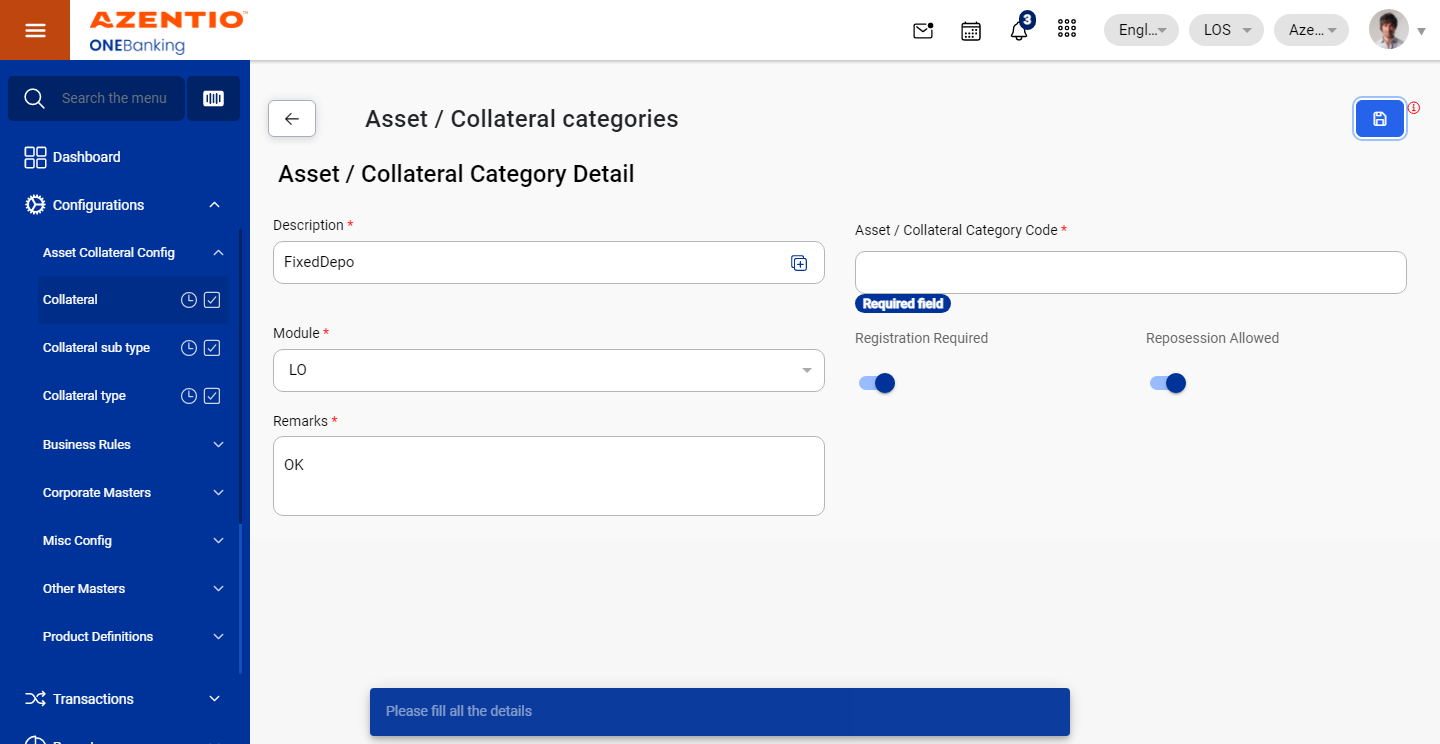 AZENTIO™
ONEBanking
3
Engl...
LOS
Aze...
Search the menu
Dashboard
Configurations
Asset Collateral Config
Collateral
Collateral sub type
Collateral type
Business Rules
Corporate Masters
Misc Config
Other Masters
Product Definitions
Transactions
Asset / Collateral categories
Asset / Collateral Category Detail
Description *
FixedDepo
Asset / Collateral Category Code *
Required field
Module *
LO
Registration Required
Reposession Allowed
Remarks *
OK
Please fill all the details